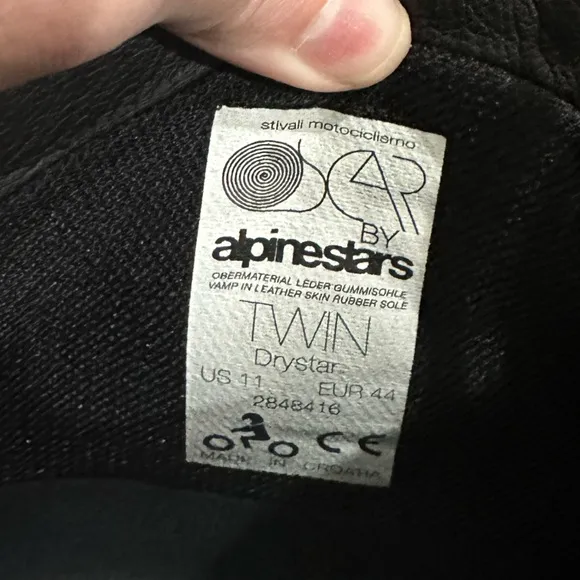 stivali motociclismo
OSCAR
BY
alpinestars
OBERMATERIAL LEDER GUMMISOHLE
VAMP IN LEATHER SKIN RUBBER SOLE
TWIN
Drystar
US 11 EUR 44
2848416
CE
MADE IN CROATIA